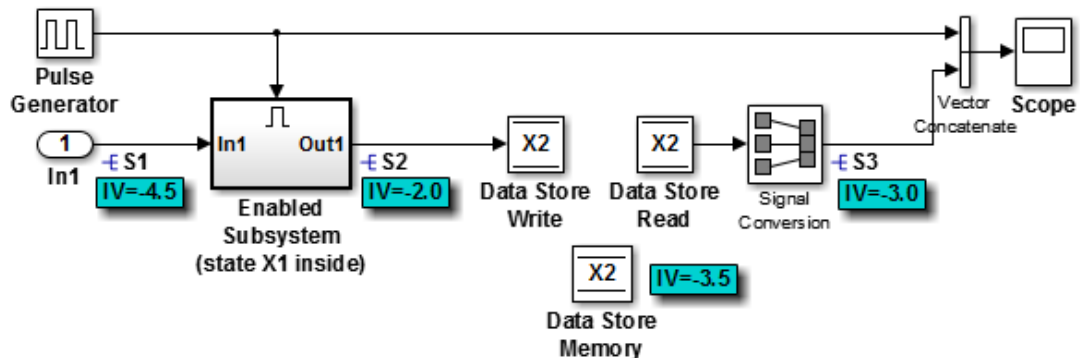 Pulse
Generator
1
In1
S1
IV=-4.5
In1
Out1
Enabled
Subsystem
(state X1 inside)
S2
IV=-2.0
X2
Data Store
Write
X2
Data Store
Read
X2
Data Store
Memory
IV=-3.5
Signal
Conversion
S3
IV=-3.0
Vector
Concatenate
Scope